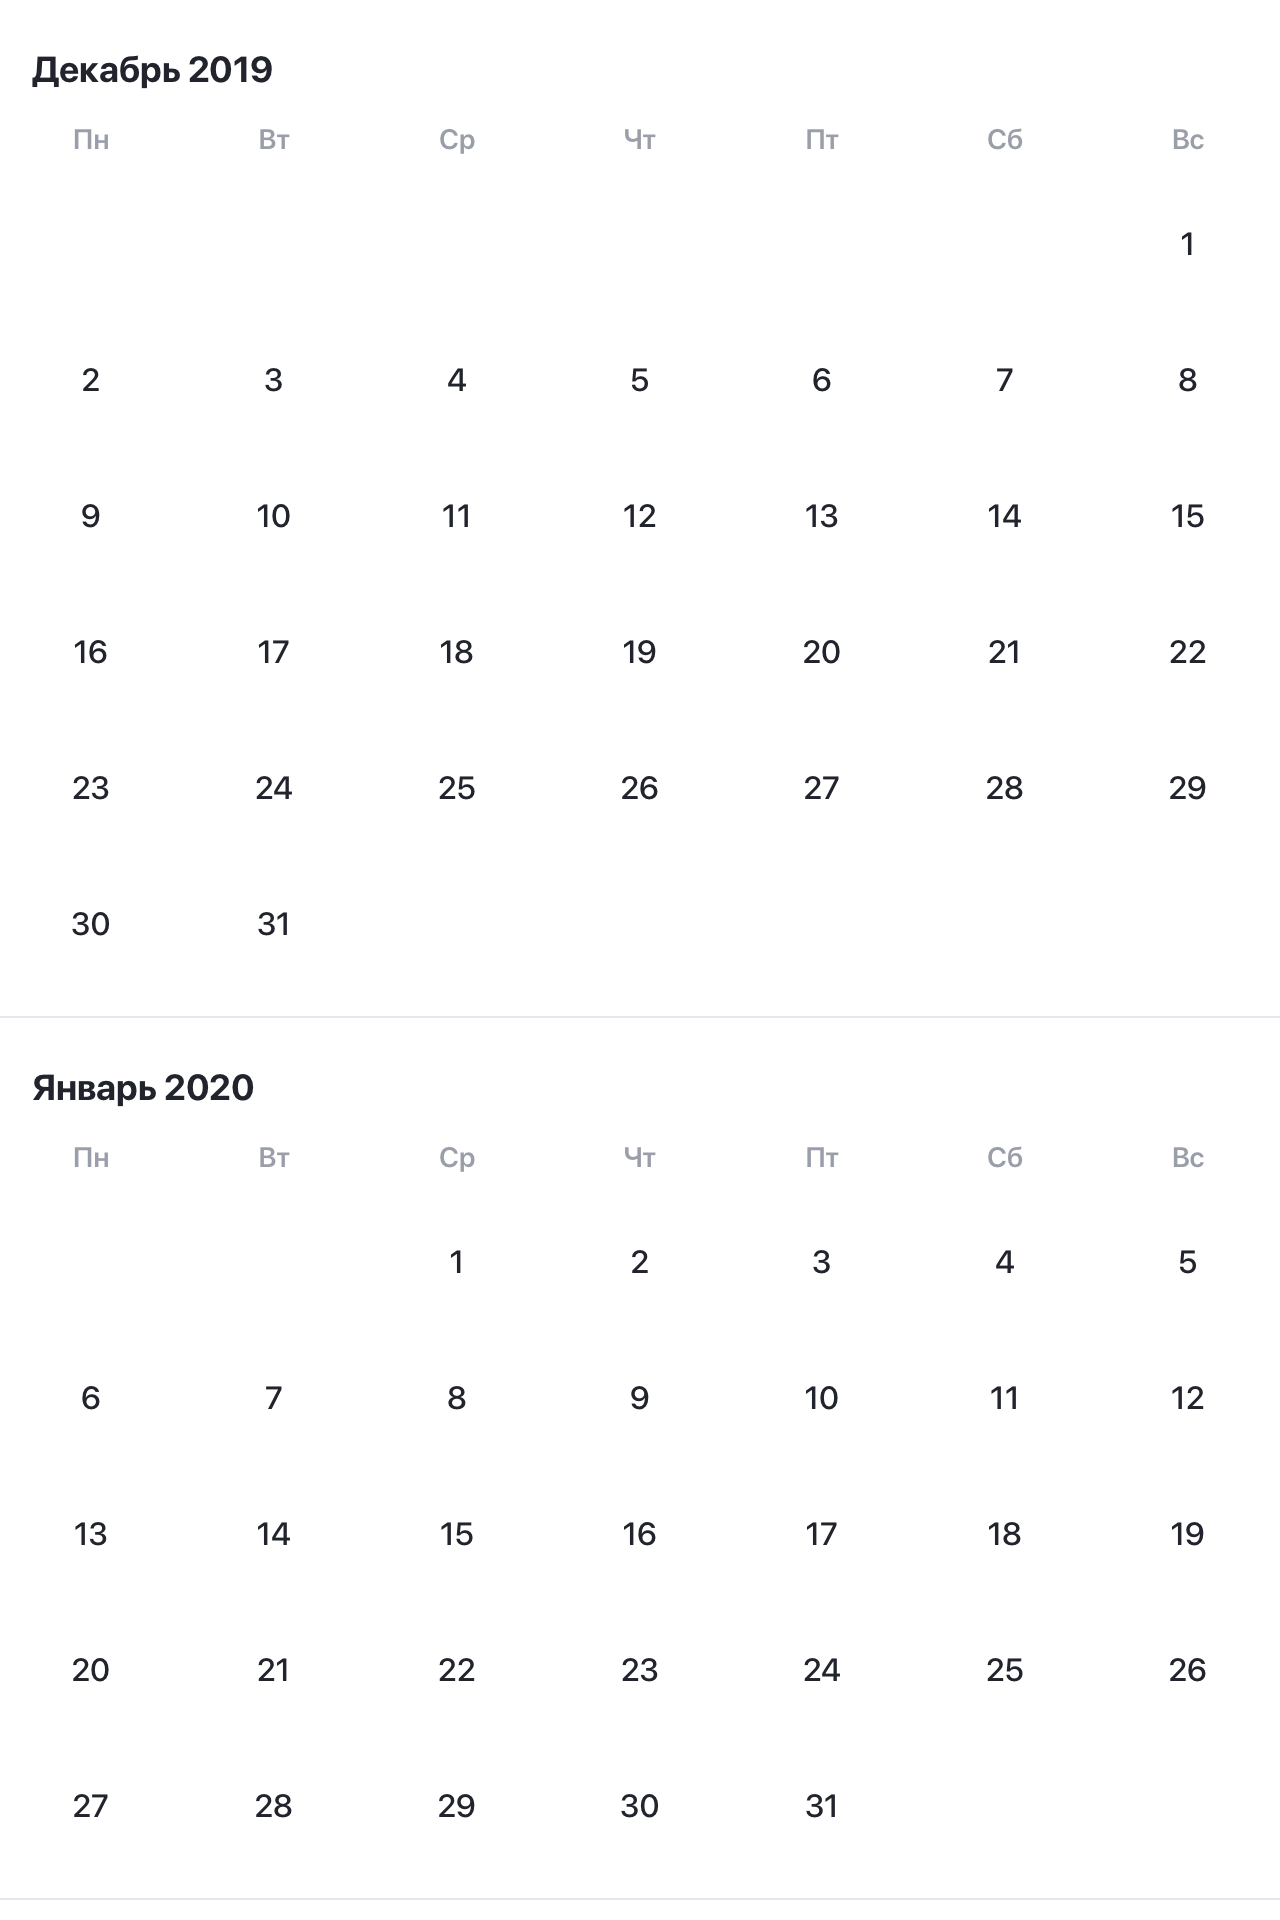 Декабрь 2019
Пн Вт Ср Чт Пт Сб Вс
1
2 3 4 5 6 7 8
9 10 11 12 13 14 15
16 17 18 19 20 21 22
23 24 25 26 27 28 29
30 31
Январь 2020
Пн Вт Ср Чт Пт Сб Вс
1 2 3 4 5
6 7 8 9 10 11 12
13 14 15 16 17 18 19
20 21 22 23 24 25 26
27 28 29 30 31